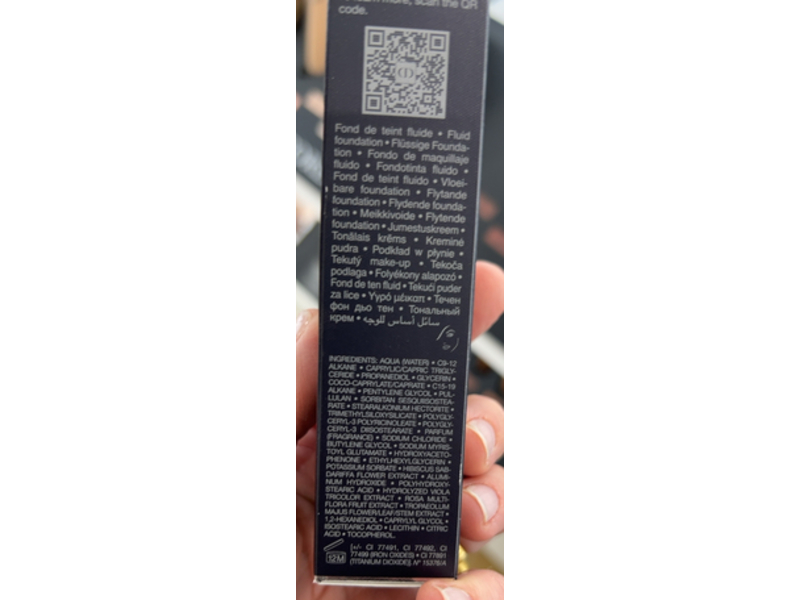 more, scan the QR
code.
CD
Fond de teint fluide • Fluid
foundation • Flüssige Founda-
tion • Fondo de maquillaje
fluido • Fondotinta fluido •
Fond de teint fluido • Vloei-
bare foundation • Flytande
foundation • Flydende founda-
tion • Meikkivoide • Flytende
foundation • Jumestuskreem •
Tonālais krēms • Kreminė
pudra • Podkład w płynie •
Tekutý make-up • Tekoča
podlaga • Folyékony alapozó •
Fond de ten fluid • Tekući puder
za lice • Υγρό μέικαπ • Течен
фон дьо тен • Тональный
крем • سائل أساس للوجه
INGREDIENTS: AQUA (WATER) • C9-12
ALKANE • CAPRYLIC/CAPRIC TRIGLY-
CERIDE • PROPANEDIOL • GLYCERIN •
COCO-CAPRYLATE/CAPRATE • C15-19
ALKANE • PENTYLENE GLYCOL • PUL-
LULAN • SORBITAN SESQUIISOSTEA-
RATE • STEARALKONIUM HECTORITE •
TRIMETHYLSILOXYSILICATE • POLYGLY-
CERYL-3 POLYRICINOLEATE • POLYGLY-
CERYL-3 DIISOSTEARATE • PARFUM
(FRAGRANCE) • SODIUM CHLORIDE •
BUTYLENE GLYCOL • SODIUM MYRIS-
TOYL GLUTAMATE • HYDROXYACETO-
PHENONE • ETHYLHEXYLGLYCERIN •
POTASSIUM SORBATE • HIBISCUS SAB-
DARIFFA FLOWER EXTRACT • ALUMI-
NUM HYDROXIDE • POLYHYDROXY-
STEARIC ACID • HYDROLYZED VIOLA
TRICOLOR EXTRACT • ROSA MULTI-
FLORA FRUIT EXTRACT • TROPAEOLUM
MAJUS FLOWER/LEAF/STEM EXTRACT •
1,2-HEXANEDIOL • CAPRYLYL GLYCOL •
ISOSTEARIC ACID • LECITHIN • CITRIC
ACID • TOCOPHEROL.
12M
[+/- CI 77491, CI 77492, CI
77499 (IRON OXIDES) • CI 77891
(TITANIUM DIOXIDE)] N° 15376/A